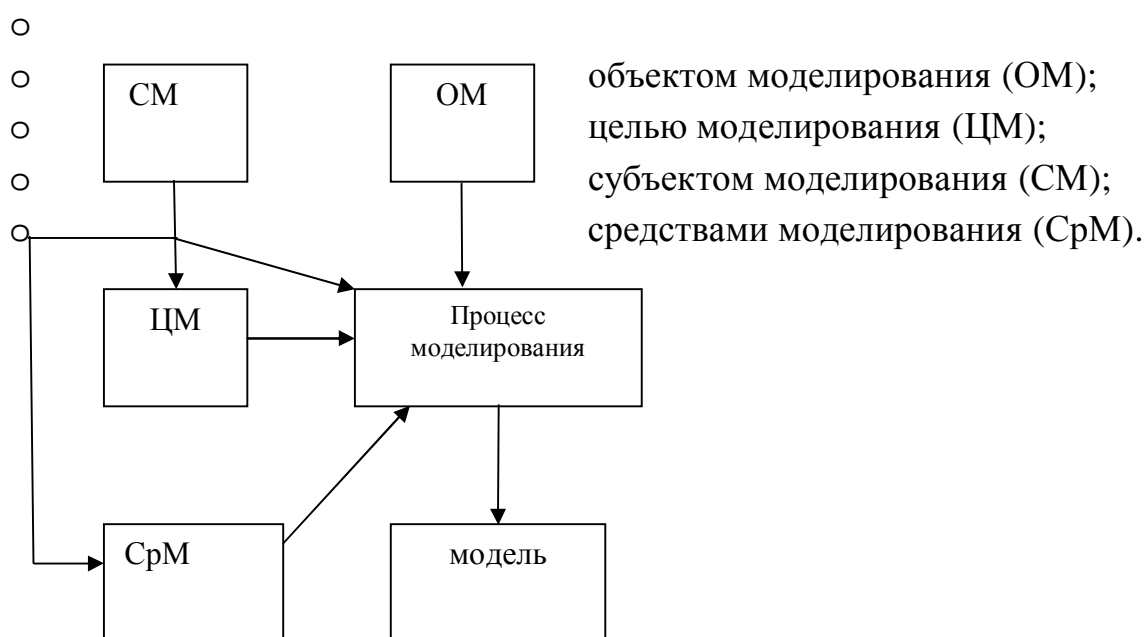 СМ
ОМ
объектом моделирования (ОМ);
целью моделирования (ЦМ);
субъектом моделирования (СМ);
средствами моделирования (СрМ).
ЦМ
Процесс
моделирования
СрМ
модель